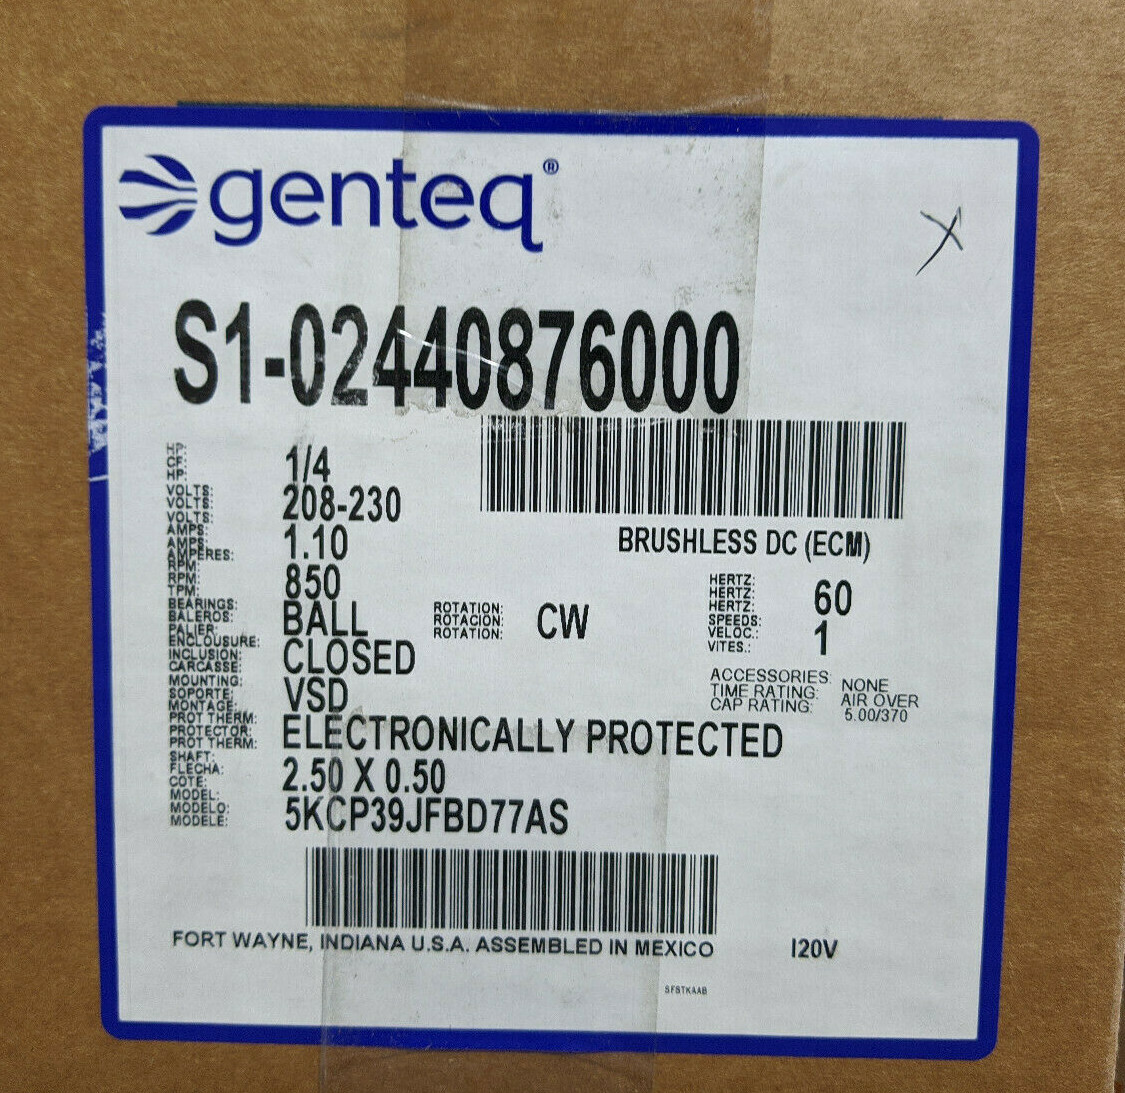 genteq®
S1-02440876000
HP:
CF:
HP:
1/4
VOLTS:
VOLTS:
VOLTS:
208-230
AMPS:
AMPS:
AMPÈRES:
1.10
BRUSHLESS DC (ECM)
RPM:
RPM:
TPM:
850
HERTZ:
HERTZ:
HERTZ:
60
BEARINGS:
BALEROS:
PALIER:
BALL
ROTATION:
ROTACION:
ROTATION:
CW
SPEEDS:
VELOC.:
VITES.:
1
ENCLOUSURE:
INCLUSION:
CARCASSE:
CLOSED
MOUNTING:
SOPORTE:
MONTAGE:
VSD
ACCESSORIES: NONE
TIME RATING: AIR OVER
CAP RATING: 5.00/370
PROT THERM:
PROTECTOR:
PROT THERM:
ELECTRONICALLY PROTECTED
SHAFT:
FLECHA:
COTE:
2.50 X 0.50
MODEL:
MODELO:
MODELE:
5KCP39JFBD77AS
FORT WAYNE, INDIANA U.S.A. ASSEMBLED IN MEXICO I20V